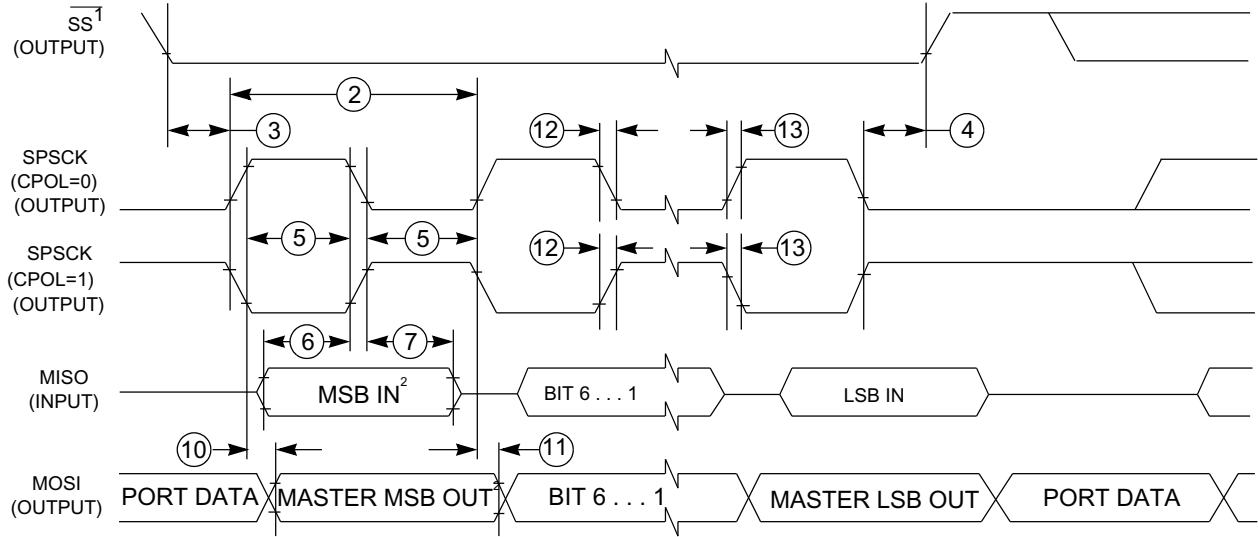 SS1
(OUTPUT)
2
3
12
13
4
SPSCK
(CPOL=0)
(OUTPUT)
5
5
SPSCK
(CPOL=1)
(OUTPUT)
12
13
6
7
MISO
(INPUT)
MSB IN2
BIT 6 . . . 1
LSB IN
10
11
MOSI
(OUTPUT)
PORT DATA
MASTER MSB OUT2
BIT 6 . . . 1
MASTER LSB OUT
PORT DATA